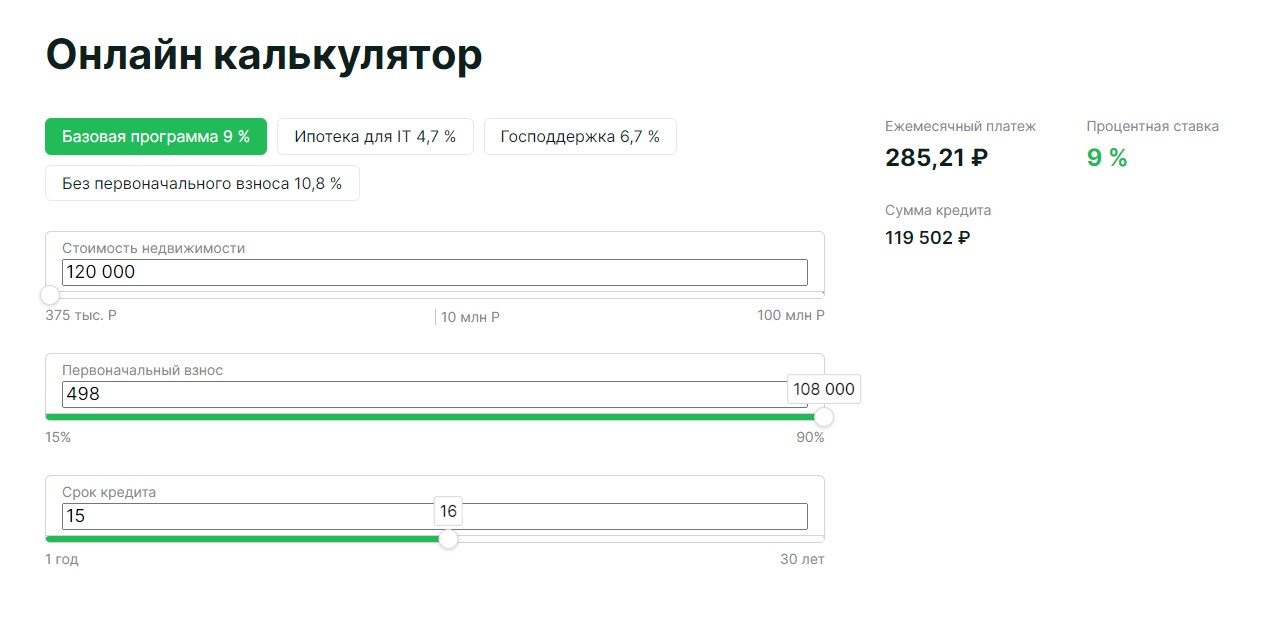 Онлайн калькулятор
Базовая программа 9 %
Ипотека для IT 4,7 %
Господдержка 6,7 %
Без первоначального взноса 10,8 %
Стоимость недвижимости
120 000
375 тыс. Р
10 млн Р
100 млн Р
Первоначальный взнос
498
108 000
15%
90%
Срок кредита
15
16
1 год
30 лет
Ежемесячный платеж
285,21 ₽
Процентная ставка
9 %
Сумма кредита
119 502 ₽